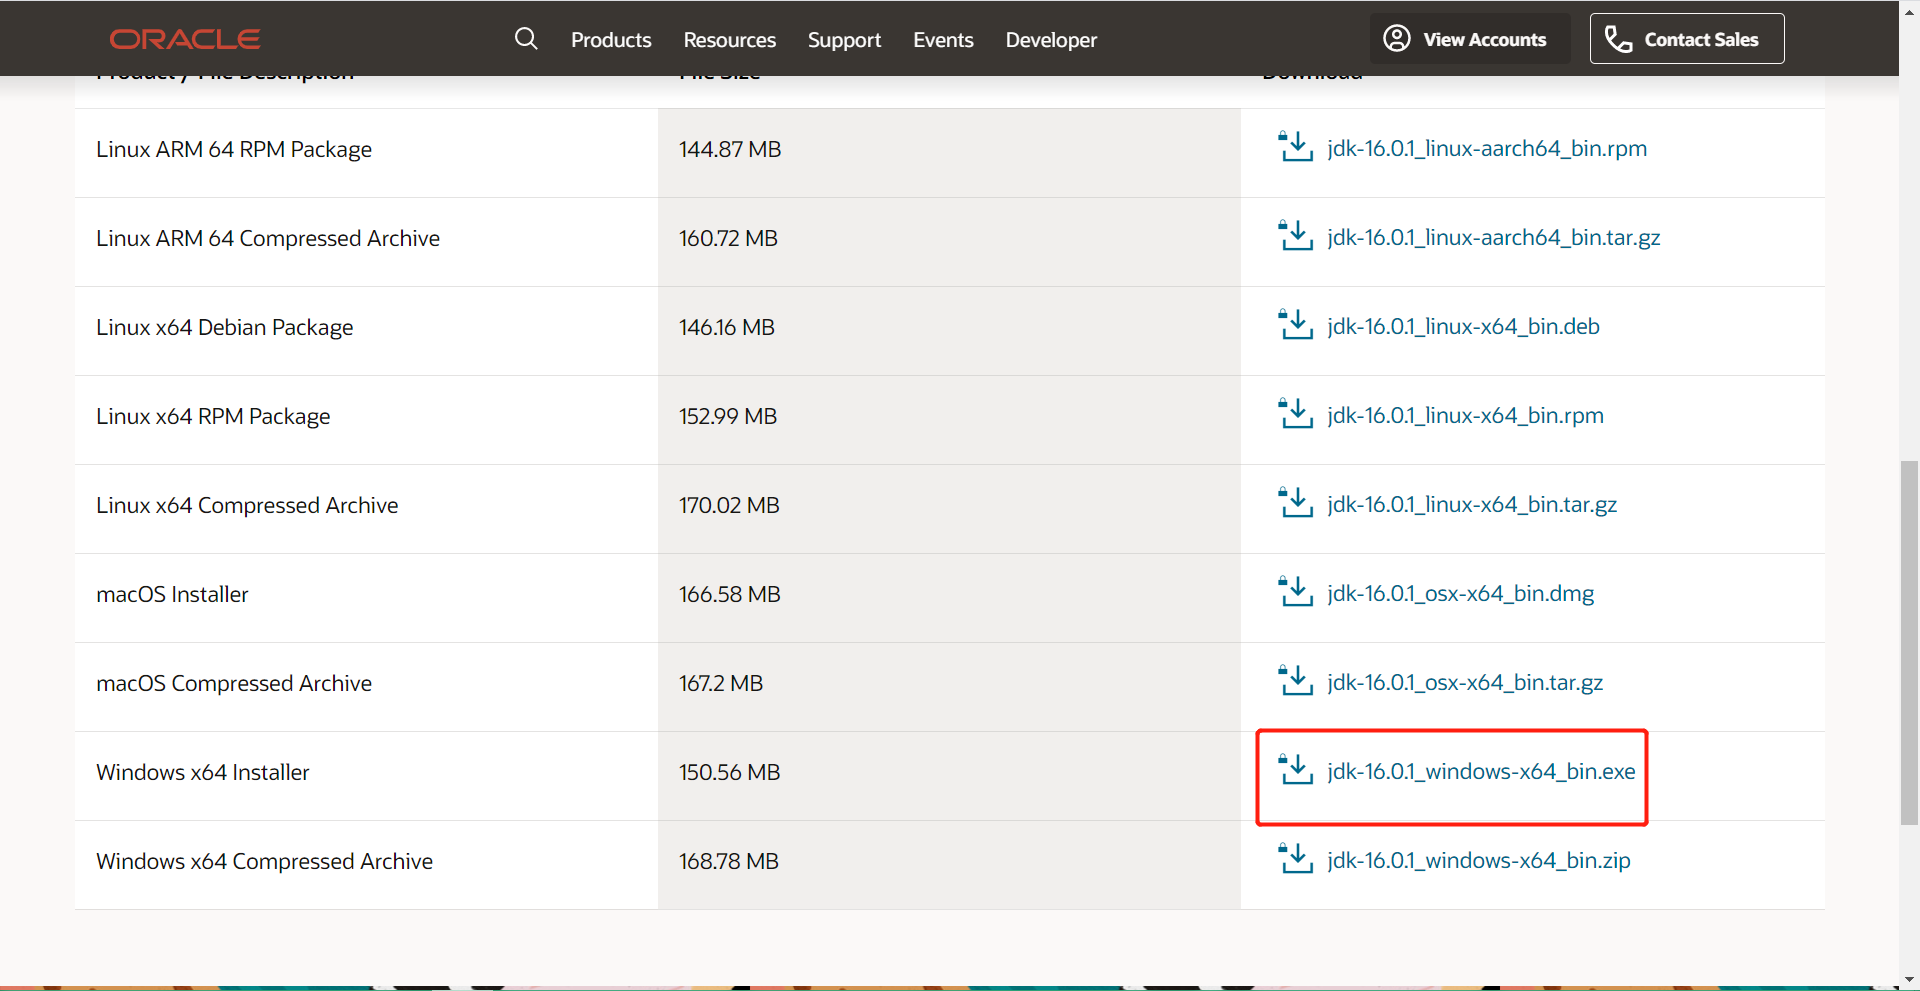 ORACLE
Products Resources Support Events Developer
View Accounts
Contact Sales
Product / File Description File Size Download
Linux ARM 64 RPM Package 144.87 MB jdk-16.0.1_linux-aarch64_bin.rpm
Linux ARM 64 Compressed Archive 160.72 MB jdk-16.0.1_linux-aarch64_bin.tar.gz
Linux x64 Debian Package 146.16 MB jdk-16.0.1_linux-x64_bin.deb
Linux x64 RPM Package 152.99 MB jdk-16.0.1_linux-x64_bin.rpm
Linux x64 Compressed Archive 170.02 MB jdk-16.0.1_linux-x64_bin.tar.gz
macOS Installer 166.58 MB jdk-16.0.1_osx-x64_bin.dmg
macOS Compressed Archive 167.2 MB jdk-16.0.1_osx-x64_bin.tar.gz
Windows x64 Installer 150.56 MB jdk-16.0.1_windows-x64_bin.exe
Windows x64 Compressed Archive 168.78 MB jdk-16.0.1_windows-x64_bin.zip